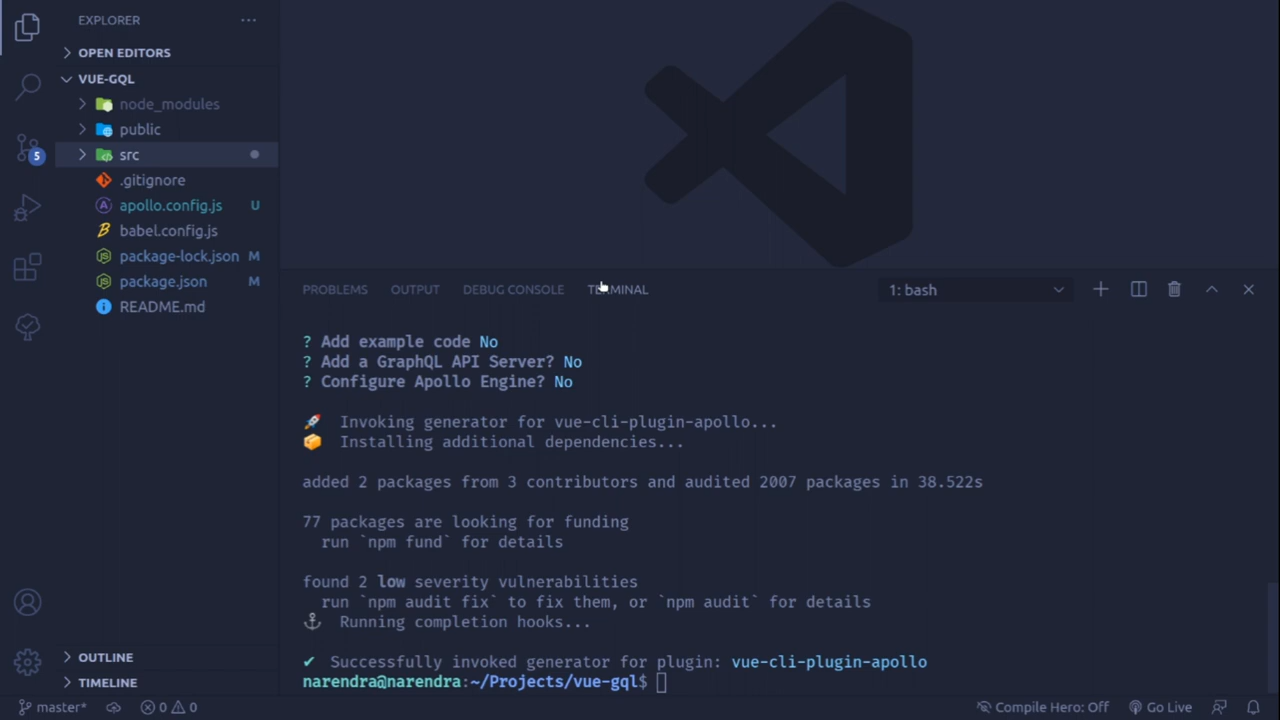 EXPLORER
OPEN EDITORS
VUE-GQL
node_modules
public
src
.gitignore
apollo.config.js U
babel.config.js
package-lock.json M
package.json M
README.md
5
OUTLINE
TIMELINE
PROBLEMS OUTPUT DEBUG CONSOLE TERMINAL 1: bash
? Add example code No
? Add a GraphQL API Server? No
? Configure Apollo Engine? No
Invoking generator for vue-cli-plugin-apollo...
Installing additional dependencies...
added 2 packages from 3 contributors and audited 2007 packages in 38.522s
77 packages are looking for funding
run `npm fund` for details
found 2 low severity vulnerabilities
run `npm audit fix` to fix them, or `npm audit` for details
Running completion hooks...
✔ Successfully invoked generator for plugin: vue-cli-plugin-apollo
narendra@narendra:~/Projects/vue-gql$
master* 0 0 Compile Hero: Off Go Live